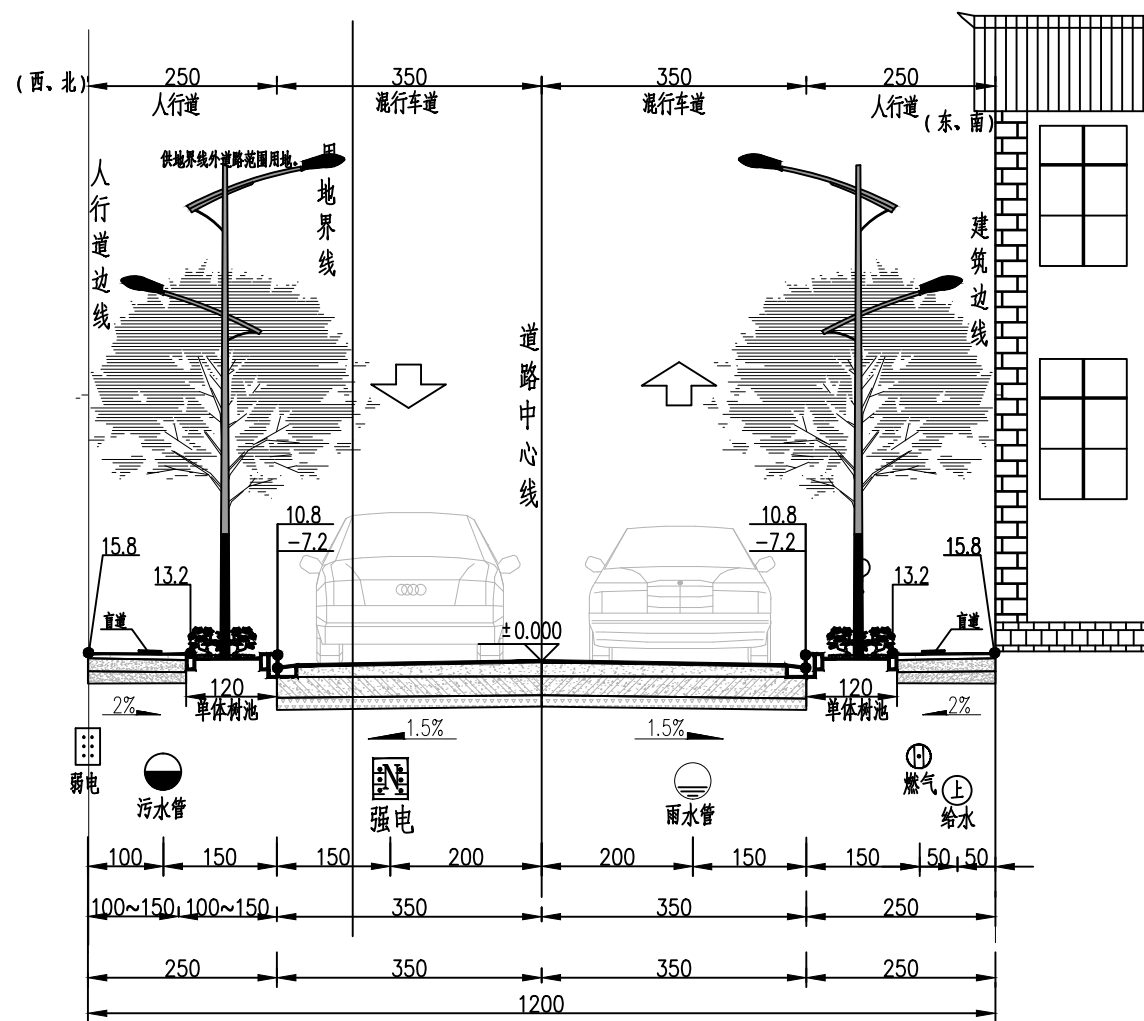 (西、北)
250
350
350
250
人行道
混行车道
混行车道
人行道
(东、南)
供地界线外道路范围用地。
用地界线
人行道边线
建筑边线
道路中心线
10.8
-7.2
10.8
-7.2
15.8
13.2
13.2
15.8
盲道
盲道
±0.000
120
单体树池
120
单体树池
2%
1.5%
1.5%
2%
弱电
污水管
N
强电
雨水管
燃气
上
给水
100
150
150
200
200
150
150
50
50
100~150
100~150
350
350
250
250
350
350
250
1200